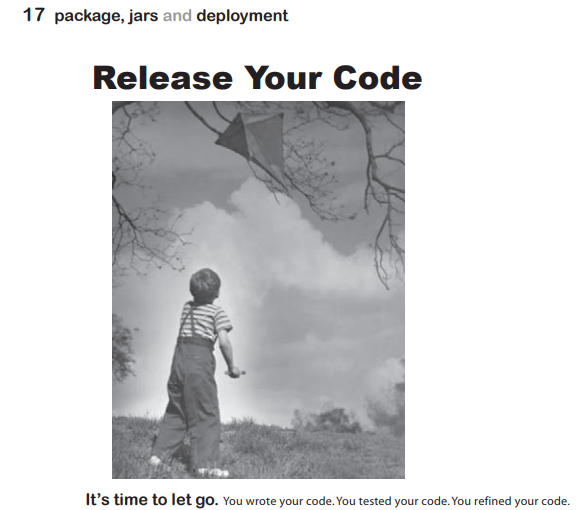 17 package, jars and deployment
Release Your Code
It's time to let go. You wrote your code. You tested your code. You refined your code.